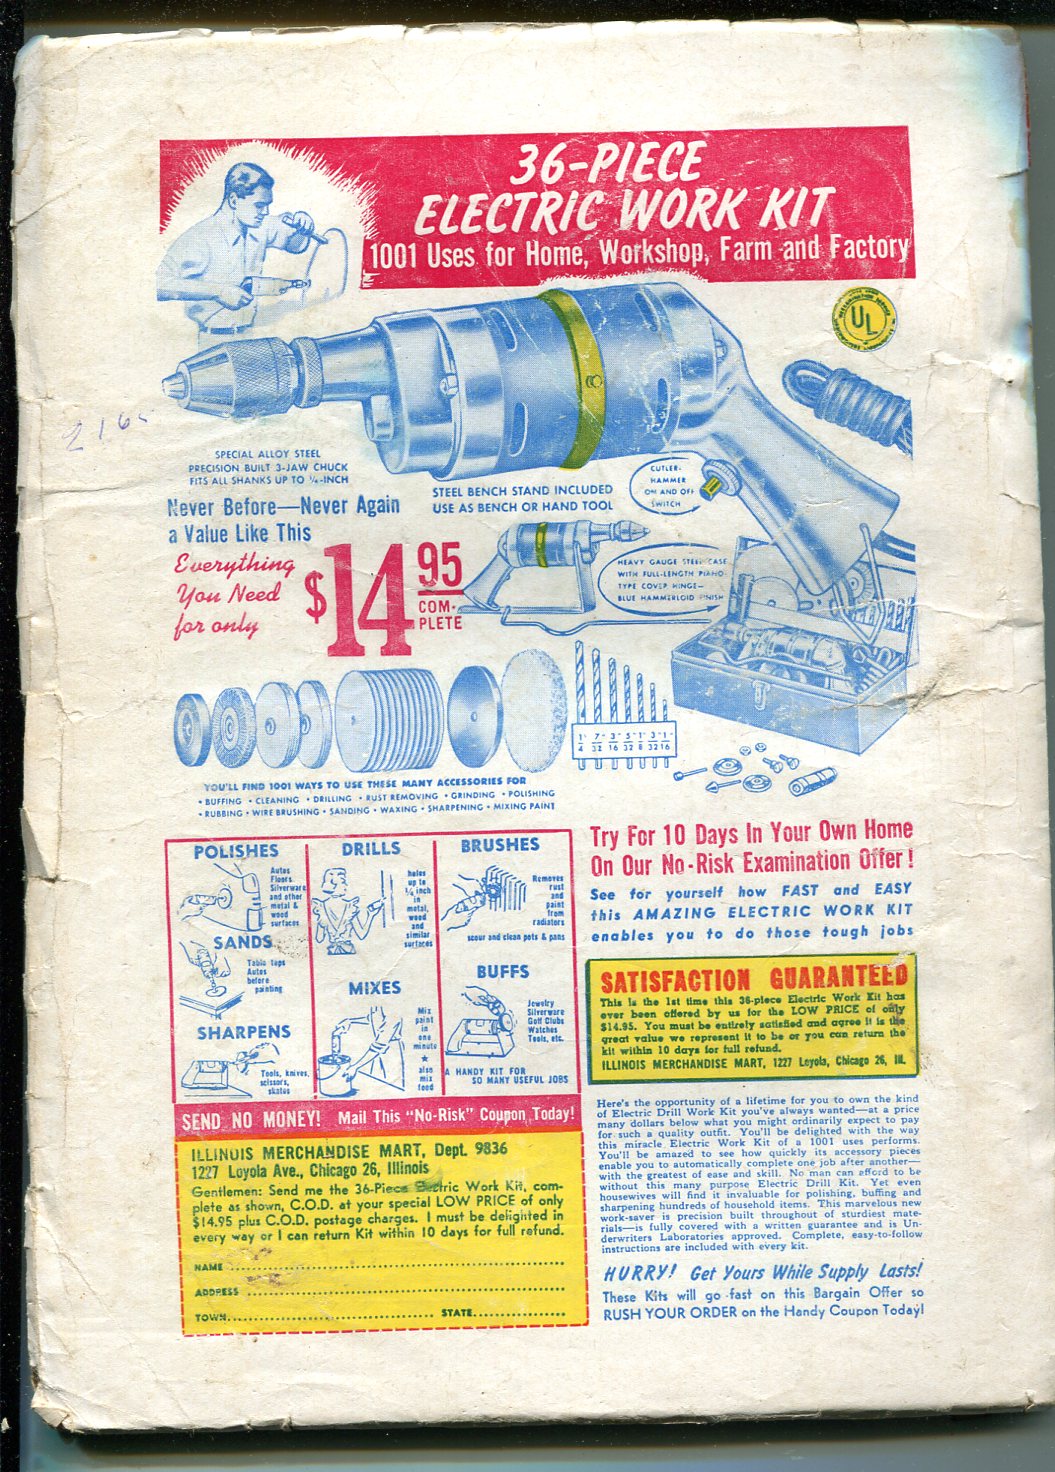 36-PIECE
ELECTRIC WORK KIT
1001 Uses for Home, Workshop, Farm and Factory
UL
SPECIAL ALLOY STEEL
PRECISION BUILT 3-JAW CHUCK
FITS ALL SHANKS UP TO ¼-INCH
Never Before—Never Again
a Value Like This
Everything
You Need
for only
$14 95
COM-
PLETE
STEEL BENCH STAND INCLUDED
USE AS BENCH OR HAND TOOL
CUTLER-
HAMMER
ON AND OFF
SWITCH
HEAVY GAUGE STEEL CASE
WITH FULL-LENGTH PIANO-
TYPE COVER HINGE—
BLUE HAMMERLOID FINISH
1 7 3 5 1 3 1
4 32 16 32 8 32 16
YOU'LL FIND 1001 WAYS TO USE THESE MANY ACCESSORIES FOR
• BUFFING • CLEANING • DRILLING • RUST REMOVING • GRINDING • POLISHING
• RUBBING • WIRE BRUSHING • SANDING • WAXING • SHARPENING • MIXING PAINT
POLISHES
Autos
Floors
Silverware
and other
metal &
wood
surfaces
SANDS
Table tops
Autos
before
painting
SHARPENS
Tools, knives,
scissors,
skates
DRILLS
holes
up to
¼ inch
in
metal,
wood
and
similar
surfaces
MIXES
Mix
paint
in
one
minute
★
also
mix
feed
BRUSHES
Removes
rust
and
paint
from
radiators
scour and clean pots & pans
BUFFS
Jewelry
Silverware
Golf Clubs
Watches
Tools, etc.
A HANDY KIT FOR
SO MANY USEFUL JOBS
Try For 10 Days In Your Own Home
On Our No-Risk Examination Offer!
See for yourself how FAST and EASY
this AMAZING ELECTRIC WORK KIT
enables you to do those tough jobs
SATISFACTION GUARANTEED
This is the 1st time this 36-piece Electric Work Kit has
ever been offered by us for the LOW PRICE of only
$14.95. You must be entirely satisfied and agree it is the
great value we represent it to be or you can return the
kit within 10 days for full refund.
ILLINOIS MERCHANDISE MART, 1227 Loyola, Chicago 26, Ill.
SEND NO MONEY! Mail This "No-Risk" Coupon Today!
ILLINOIS MERCHANDISE MART, Dept. 9836
1227 Loyola Ave., Chicago 26, Illinois
Gentlemen: Send me the 36-Piece Electric Work Kit, com-
plete as shown, C.O.D. at your special LOW PRICE of only
$14.95 plus C.O.D. postage charges. I must be delighted in
every way or I can return Kit within 10 days for full refund.
NAME
ADDRESS
TOWN STATE
Here's the opportunity of a lifetime for you to own the kind
of Electric Drill Work Kit you've always wanted—at a price
many dollars below what you might ordinarily expect to pay
for such a quality outfit. You'll be delighted with the way
this miracle Electric Work Kit of a 1001 uses performs.
You'll be amazed to see how quickly its accessory pieces
enable you to automatically complete one job after another—
with the greatest of ease and skill. No man can afford to be
without this many purpose Electric Drill Kit. Yet even
housewives will find it invaluable for polishing, buffing and
sharpening hundreds of household items. This marvelous new
work-saver is precision built throughout of sturdiest mate-
rials—is fully covered with a written guarantee and is Un-
derwriters Laboratories approved. Complete, easy-to-follow
instructions are included with every kit.
HURRY! Get Yours While Supply Lasts!
These Kits will go fast on this Bargain Offer so
RUSH YOUR ORDER on the Handy Coupon Today!